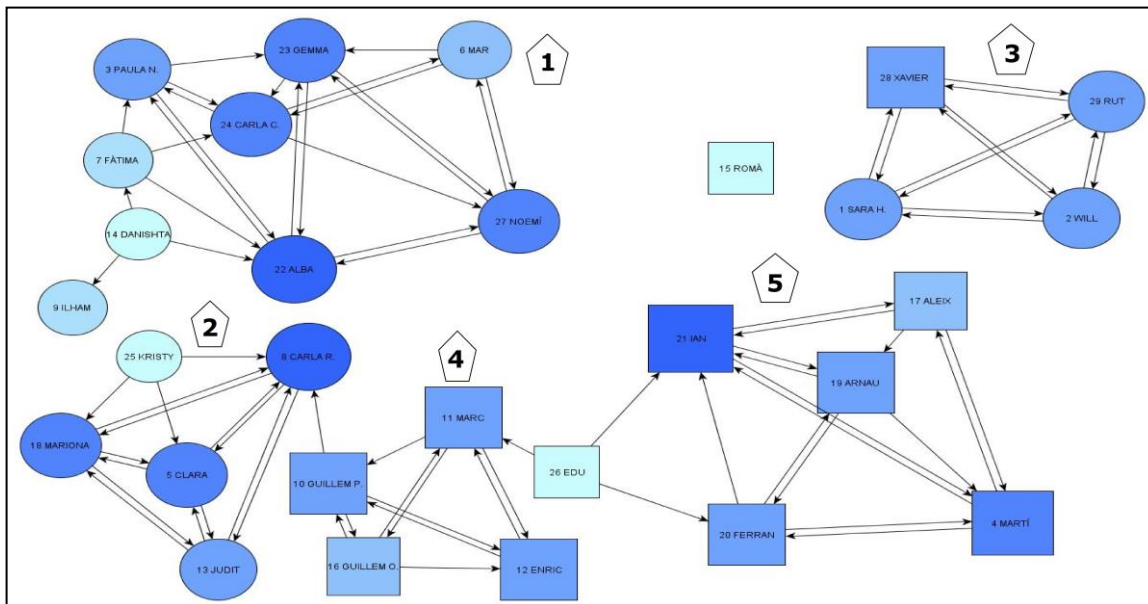 23 GEMMA
6 MAR
1
3 PAULA N.
24 CARLA C.
7 FÀTIMA
14 DANISHTA
27 NOEMÍ
22 ALBA
9 ILHAM
3
28 XAVIER
29 RUT
15 ROMÀ
1 SARA H.
2 WILL
2
25 KRISTY
8 CARLA R.
18 MARIONA
5 CLARA
13 JUDIT
4
11 MARC
10 GUILLEM P.
26 EDU
16 GUILLEM O.
12 ENRIC
5
17 ALEIX
21 IAN
19 ARNAU
20 FERRAN
4 MARTÍ